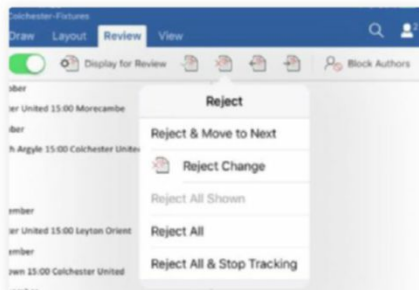 Colchester-Fixtures
Draw Layout Review View
Display for Review
Block Authors
Reject
Reject & Move to Next
Reject Change
Reject All Shown
Reject All
Reject All & Stop Tracking
ber
er United 15:00 Morecambe
ber
h Argyle 15:00 Colchester Unite
ember
er United 15:00 Leyton Orient
ember
own 15:00 Colchester United